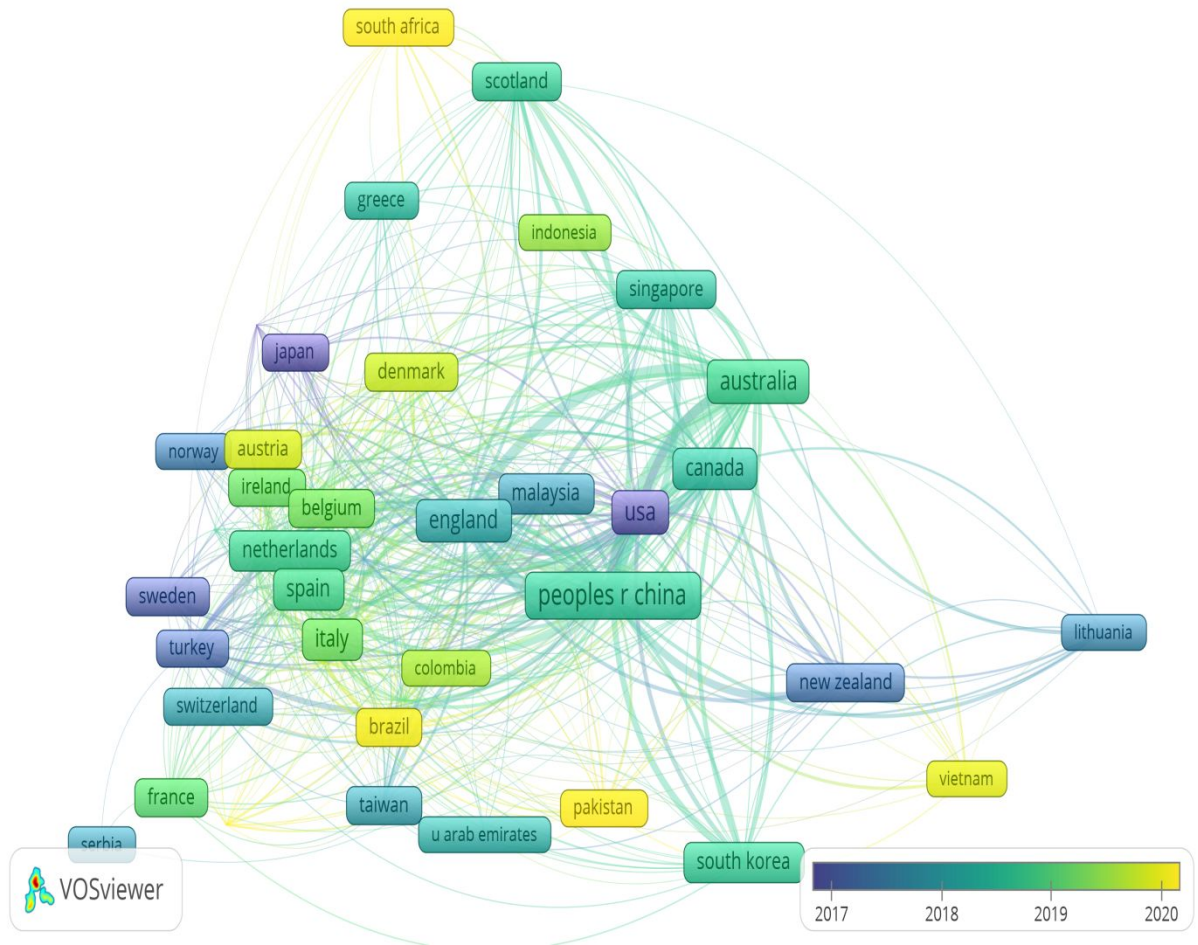 south africa
scotland
greece
indonesia
singapore
japan
denmark
australia
norway
austria
canada
ireland
malaysia
belgium
usa
england
netherlands
spain
peoples r china
sweden
italy
lithuania
turkey
colombia
new zealand
switzerland
brazil
vietnam
france
taiwan
pakistan
u arab emirates
serbia
south korea
VOSviewer
2017 2018 2019 2020